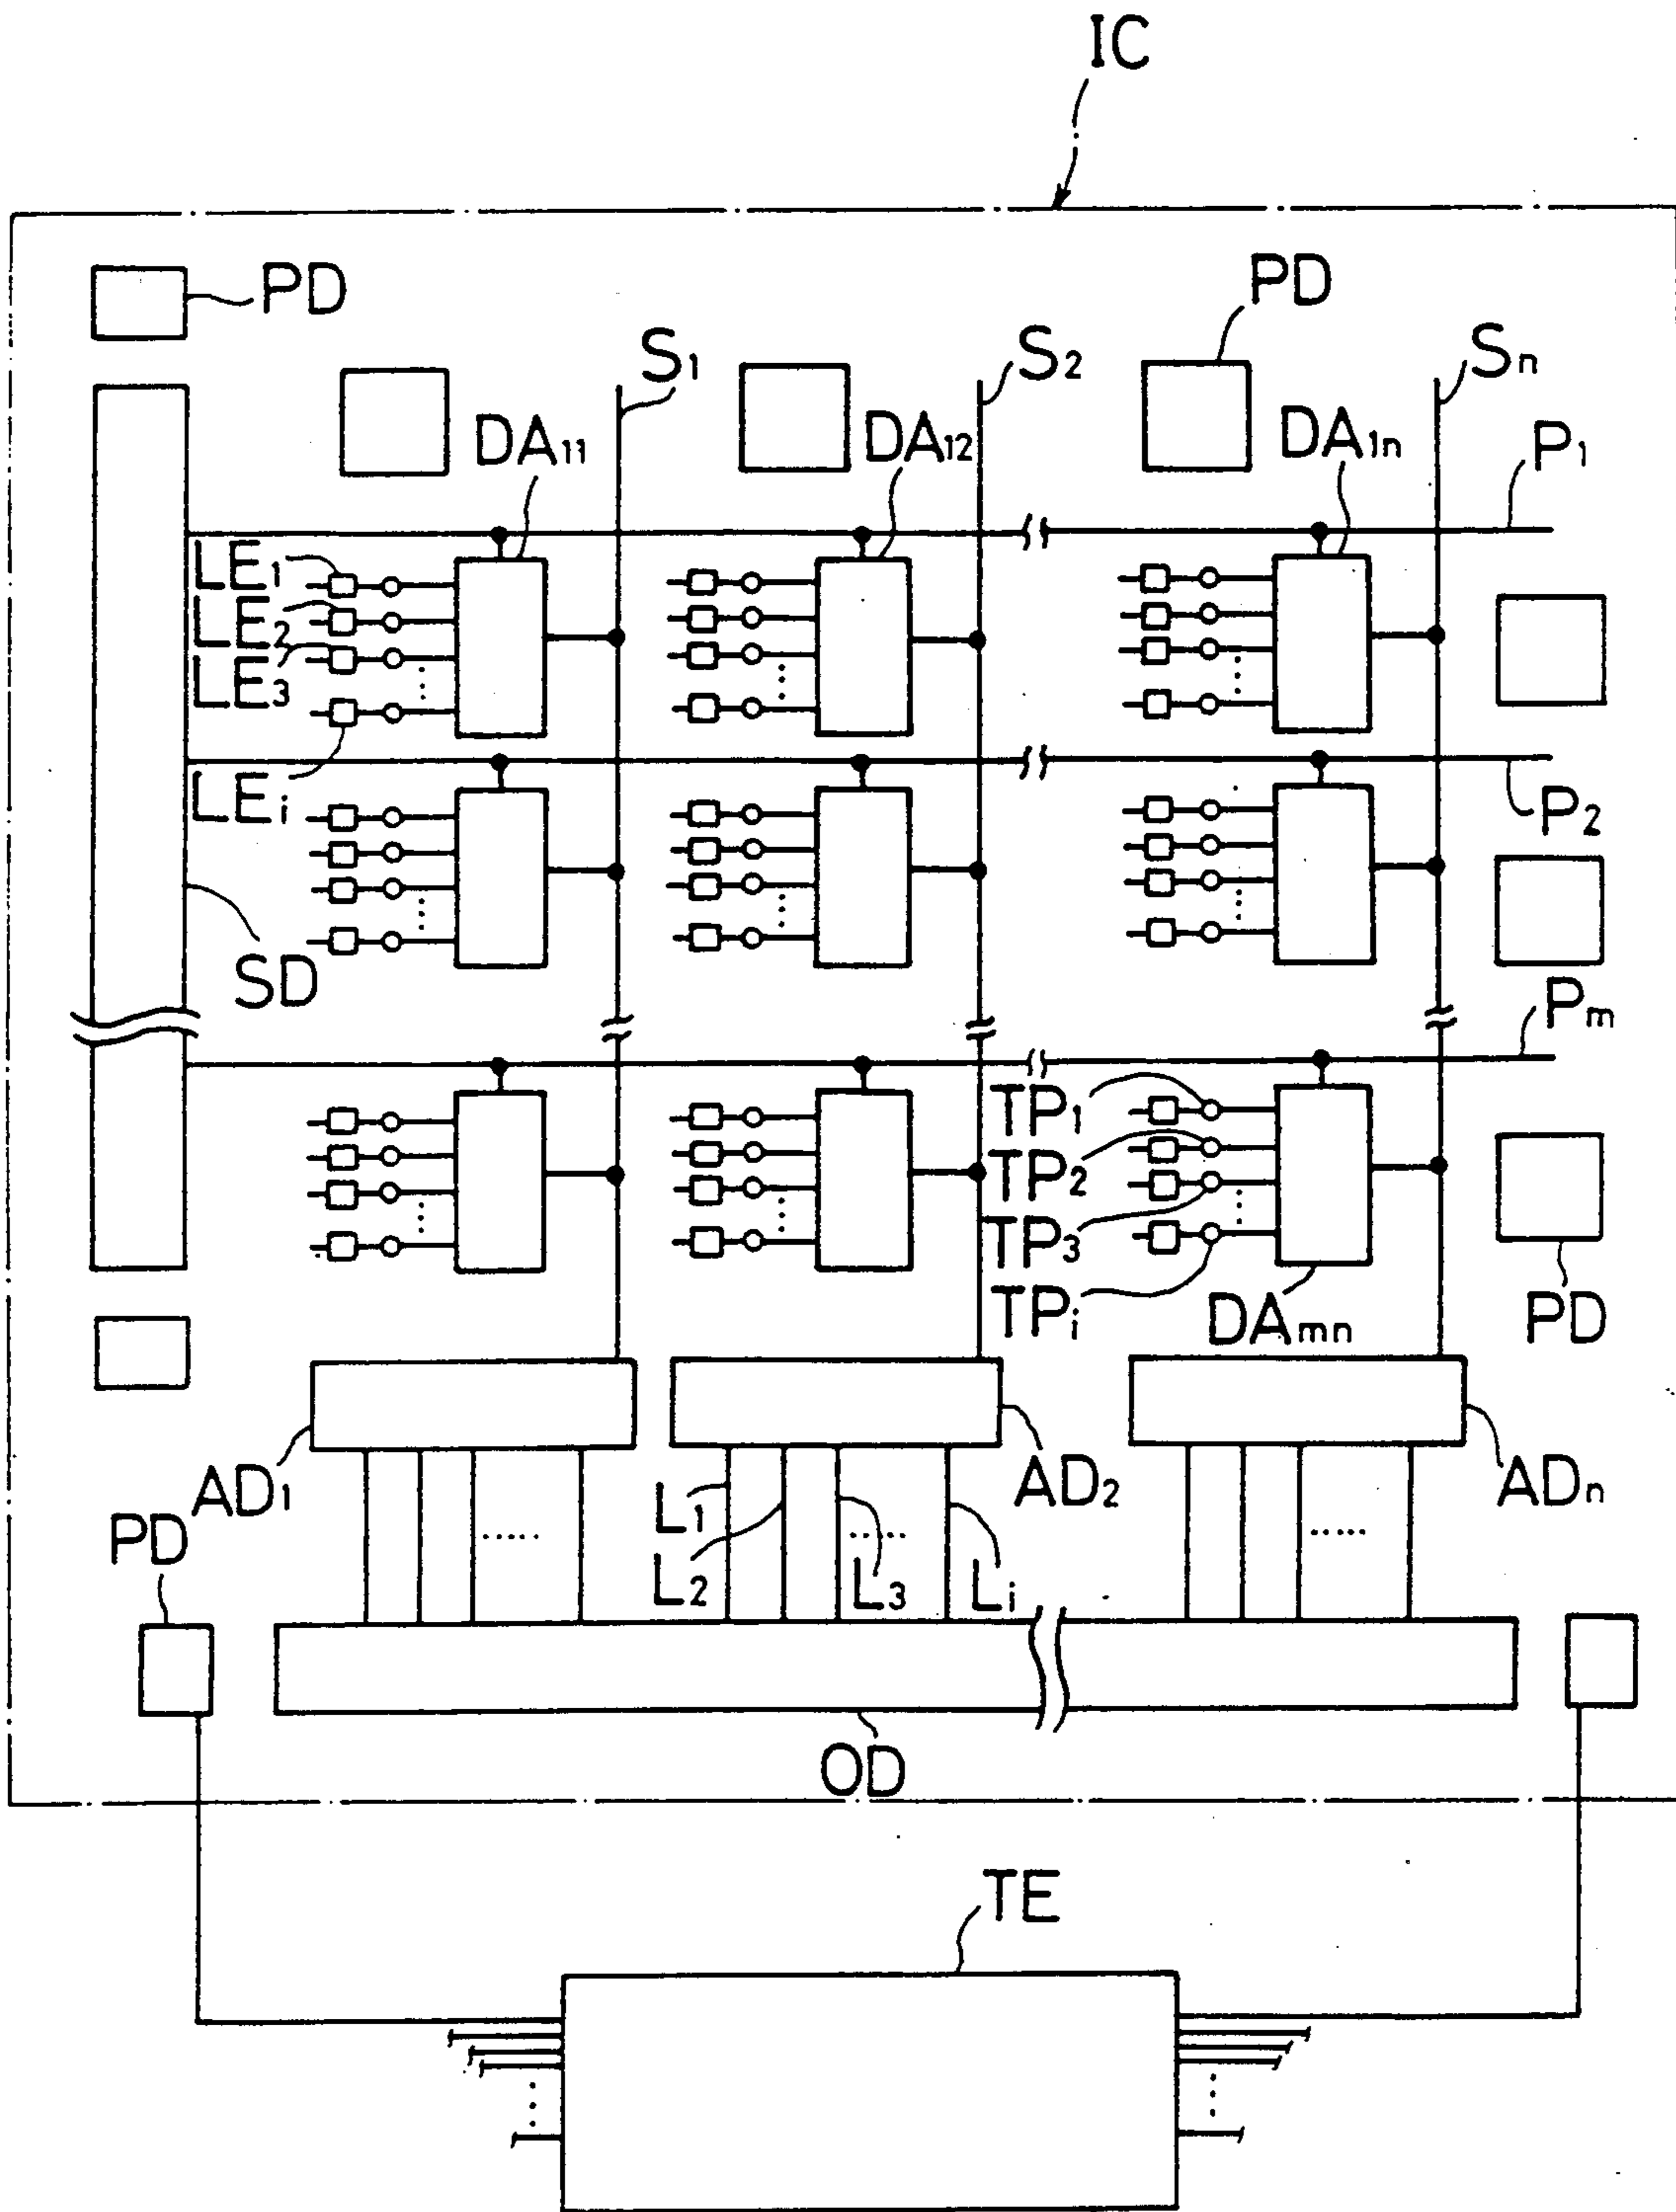 IC
PD
PD
S₁
S₂
Sₙ
DA₁₁
DA₁₂
DA₁ₙ
P₁
LE₁
LE₂
LE₃
LEᵢ
P₂
SD
Pₘ
TP₁
TP₂
TP₃
TPᵢ
DAₘₙ
PD
AD₁
AD₂
ADₙ
L₁
L₂
L₃
Lᵢ
PD
OD
TE